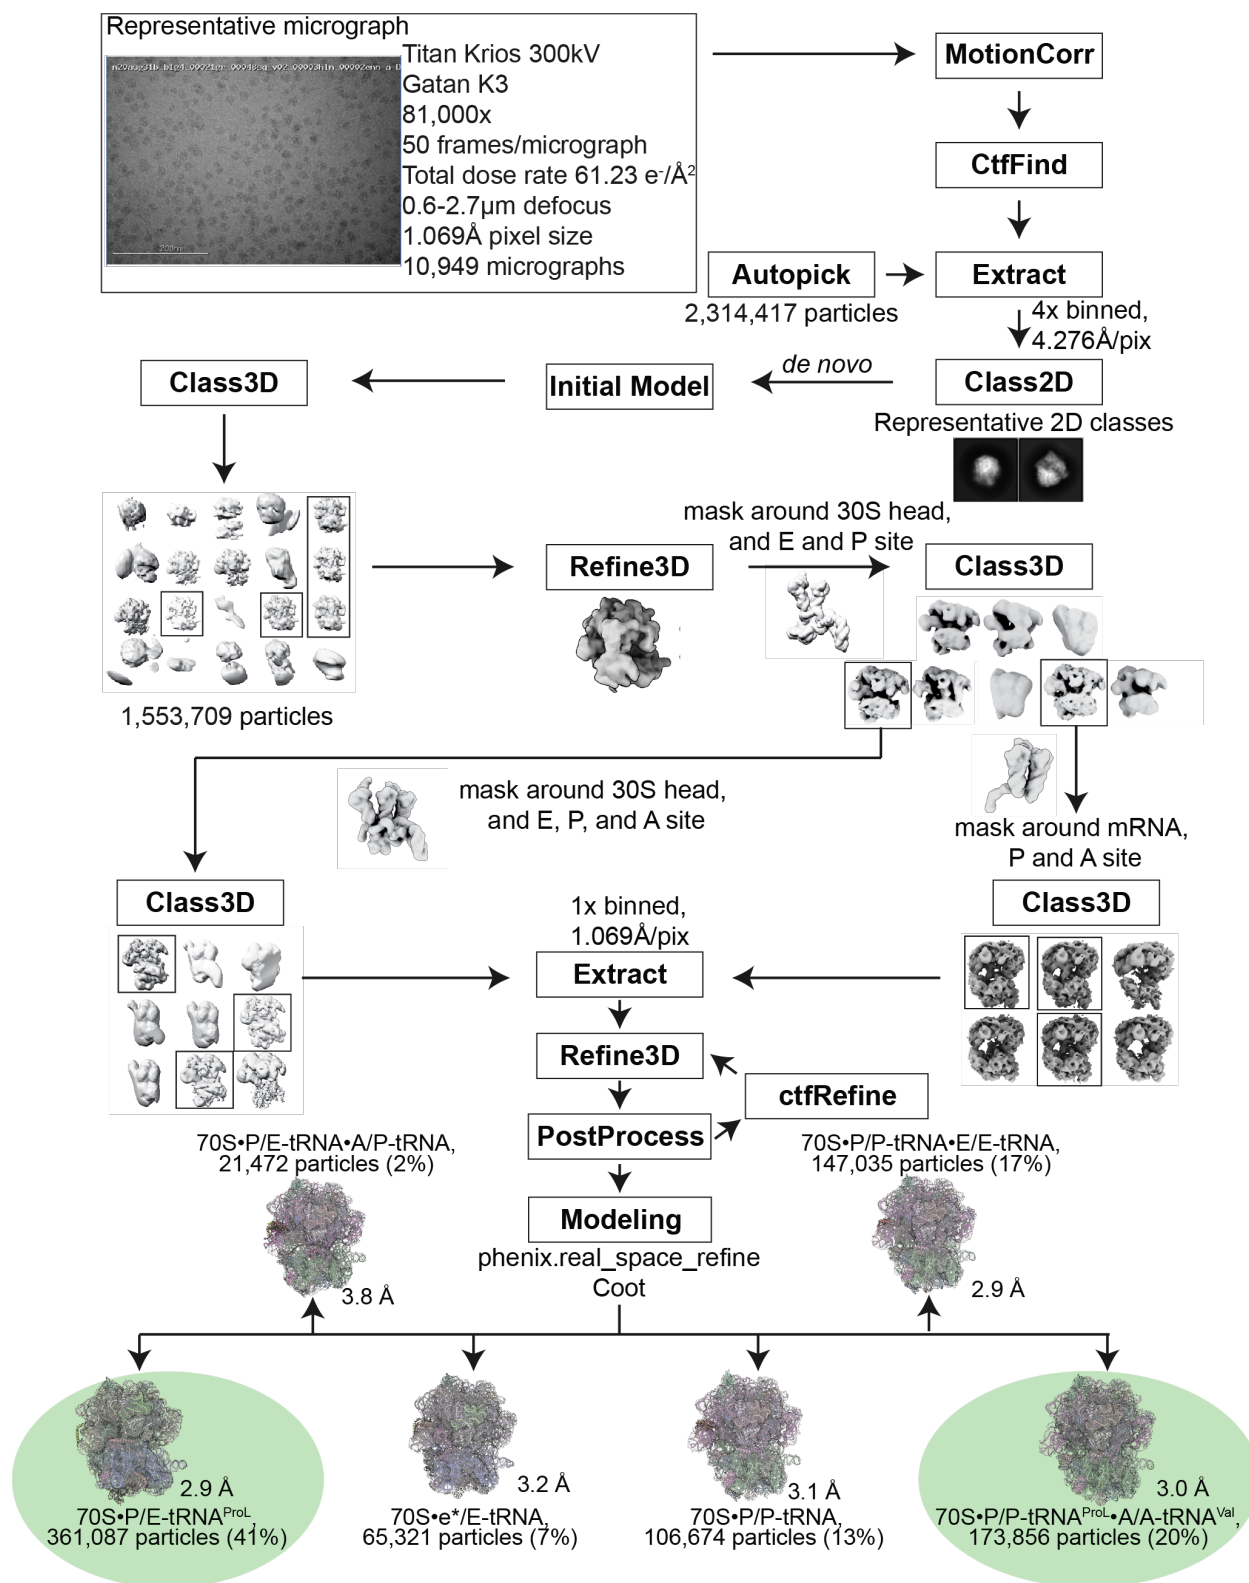 Representative micrograph
Titan Krios 300kV
Gatan K3
81,000x
50 frames/micrograph
Total dose rate 61.23 e⁻/Å²
0.6-2.7µm defocus
1.069Å pixel size
10,949 micrographs
200nm
MotionCorr
CtfFind
Autopick
2,314,417 particles
Extract
4x binned,
4.276Å/pix
Class2D
Representative 2D classes
de novo
Initial Model
Class3D
1,553,709 particles
Refine3D
mask around 30S head,
and E and P site
Class3D
mask around 30S head,
and E, P, and A site
mask around mRNA,
P and A site
Class3D
Class3D
1x binned,
1.069Å/pix
Extract
Refine3D
ctfRefine
PostProcess
Modeling
phenix.real_space_refine
Coot
70S•P/E-tRNA•A/P-tRNA,
21,472 particles (2%)
3.8 Å
70S•P/P-tRNA•E/E-tRNA,
147,035 particles (17%)
2.9 Å
2.9 Å
70S•P/E-tRNAᴾʳᵒᴸ,
361,087 particles (41%)
3.2 Å
70S•e*/E-tRNA,
65,321 particles (7%)
3.1 Å
70S•P/P-tRNA,
106,674 particles (13%)
3.0 Å
70S•P/P-tRNAᴾʳᵒᴸ•A/A-tRNAⱽᵃˡ,
173,856 particles (20%)